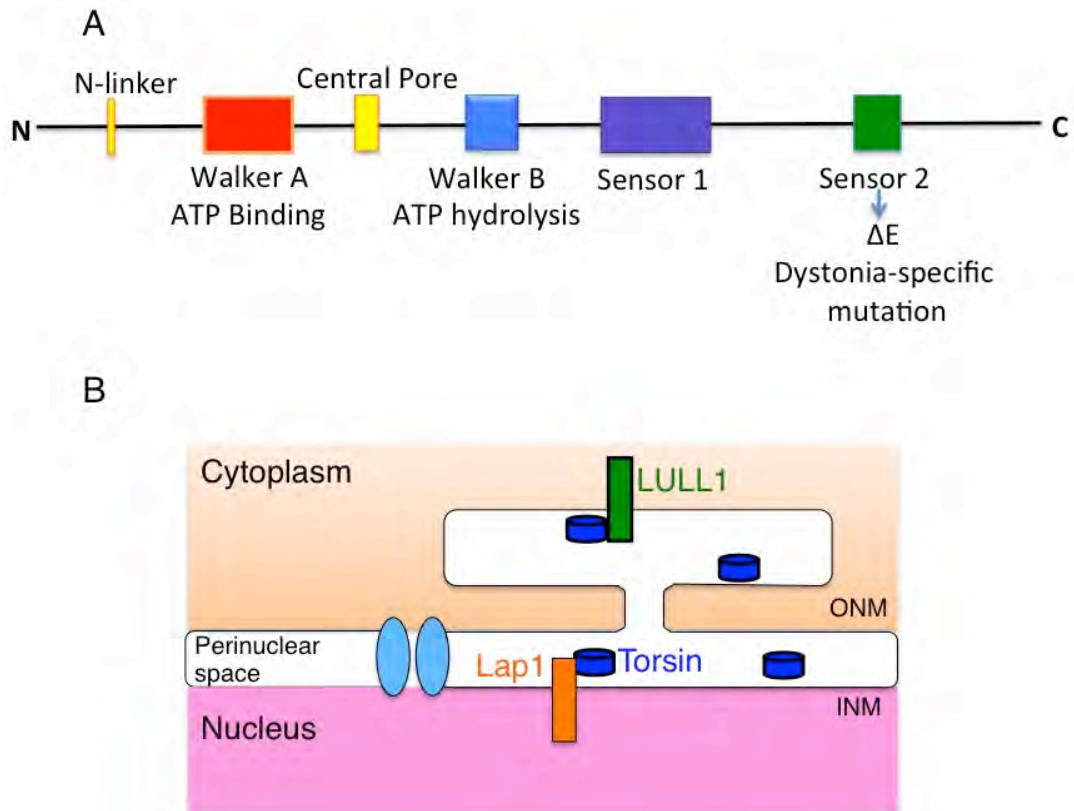 A
N-linker
Central Pore
N
C
Walker A
ATP Binding
Walker B
ATP hydrolysis
Sensor 1
Sensor 2
ΔE
Dystonia-specific
mutation
B
Cytoplasm
LULL1
ONM
Perinuclear
space
Lap1
Torsin
INM
Nucleus